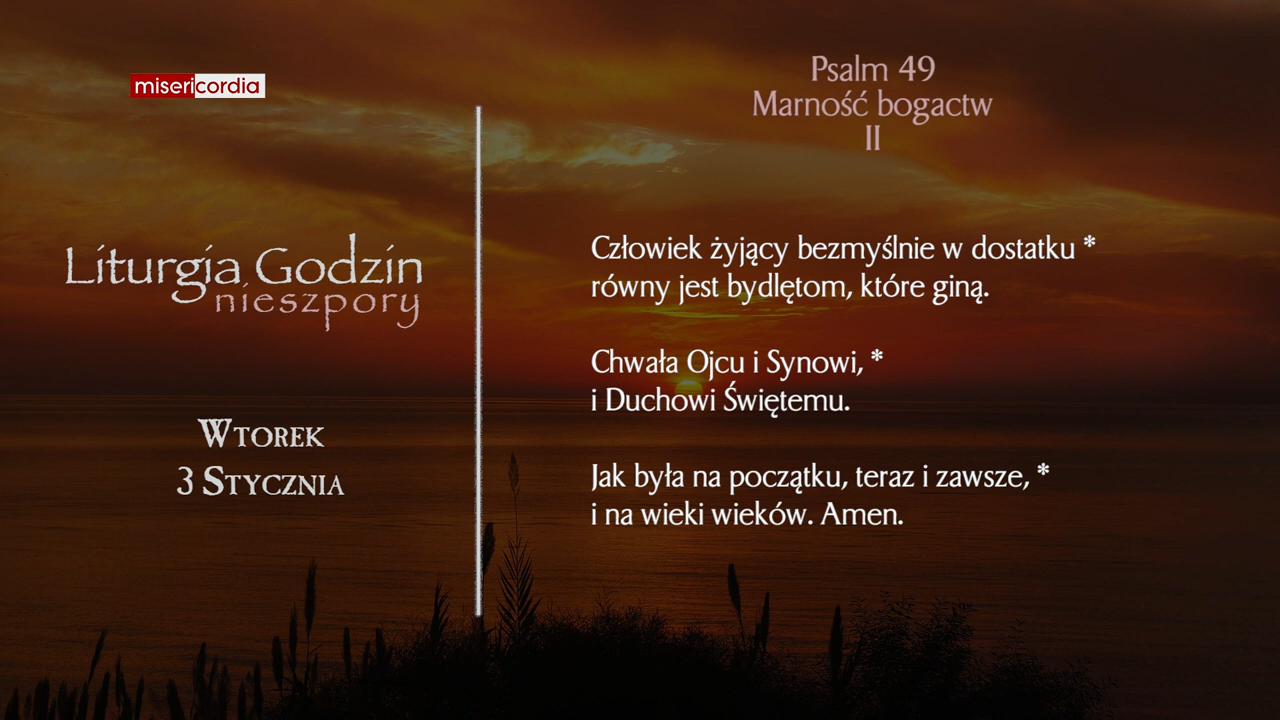 misericordia
Liturgia Godzin
nieszpory
Wtorek
3 Stycznia
Psalm 49
Marność bogactw
II
Człowiek żyjący bezmyślnie w dostatku *
równy jest bydlętom, które giną.
Chwała Ojcu i Synowi, *
i Duchowi Świętemu.
Jak była na początku, teraz i zawsze, *
i na wieki wieków. Amen.